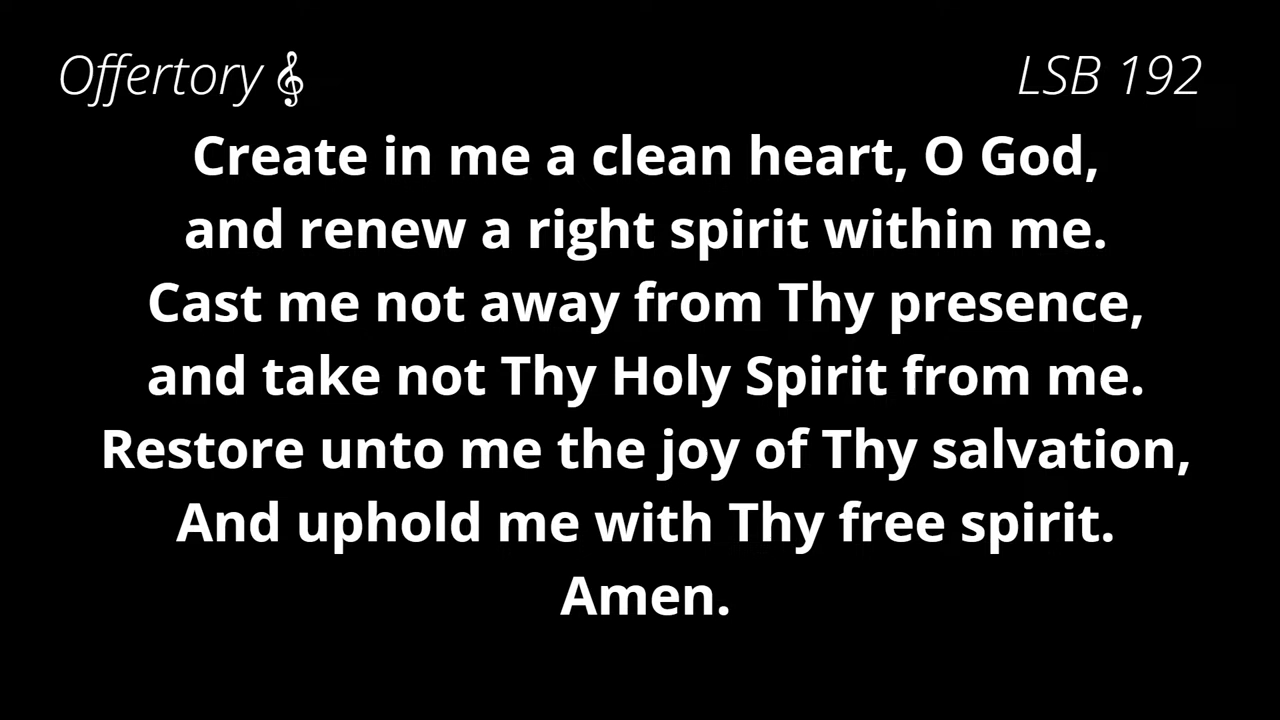 Offertory 𝄞 LSB 192
Create in me a clean heart, O God,
and renew a right spirit within me.
Cast me not away from Thy presence,
and take not Thy Holy Spirit from me.
Restore unto me the joy of Thy salvation,
And uphold me with Thy free spirit.
Amen.